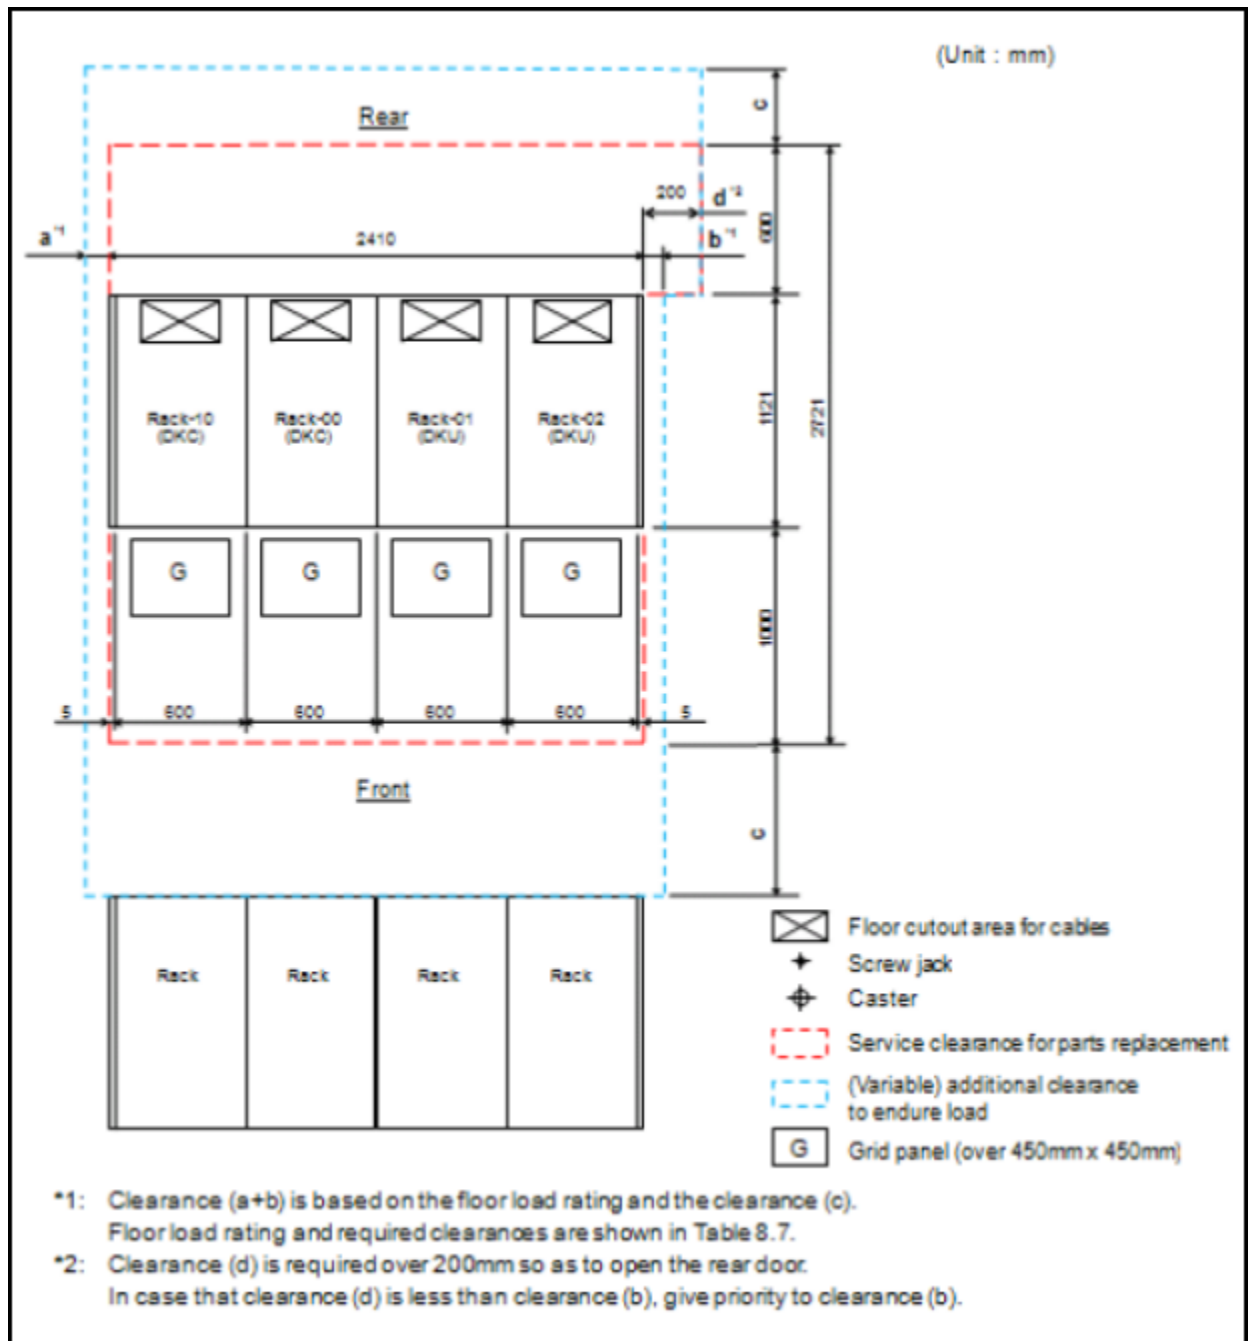 (Unit : mm)
c
Rear
200 d *2
600
a *1
2410
b *1
Rack-10
(DKC)
Rack-00
(DKC)
Rack-01
(DKU)
Rack-02
(DKU)
1121
2721
G
G
G
G
1000
5
600
600
600
600
5
Front
c
Rack
Rack
Rack
Rack
Floor cutout area for cables
Screw jack
Caster
Service clearance for parts replacement
(Variable) additional clearance
to endure load
G
Grid panel (over 450mm x 450mm)
*1: Clearance (a+b) is based on the floor load rating and the clearance (c).
Floor load rating and required clearances are shown in Table 8.7.
*2: Clearance (d) is required over 200mm so as to open the rear door.
In case that clearance (d) is less than clearance (b), give priority to clearance (b).